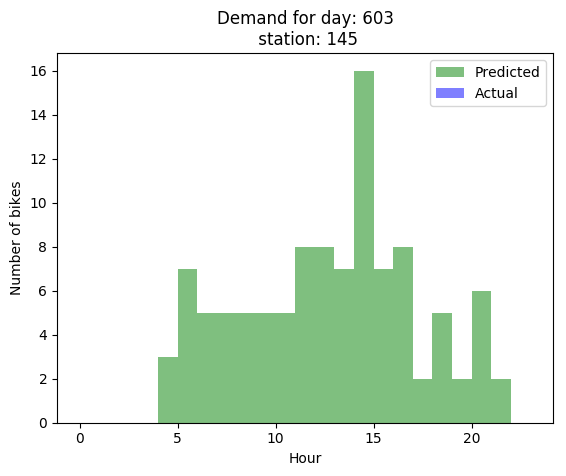 Demand for day: 603
station: 145
Predicted
Actual
Number of bikes
16
14
12
10
8
6
4
2
0
0 5 10 15 20
Hour